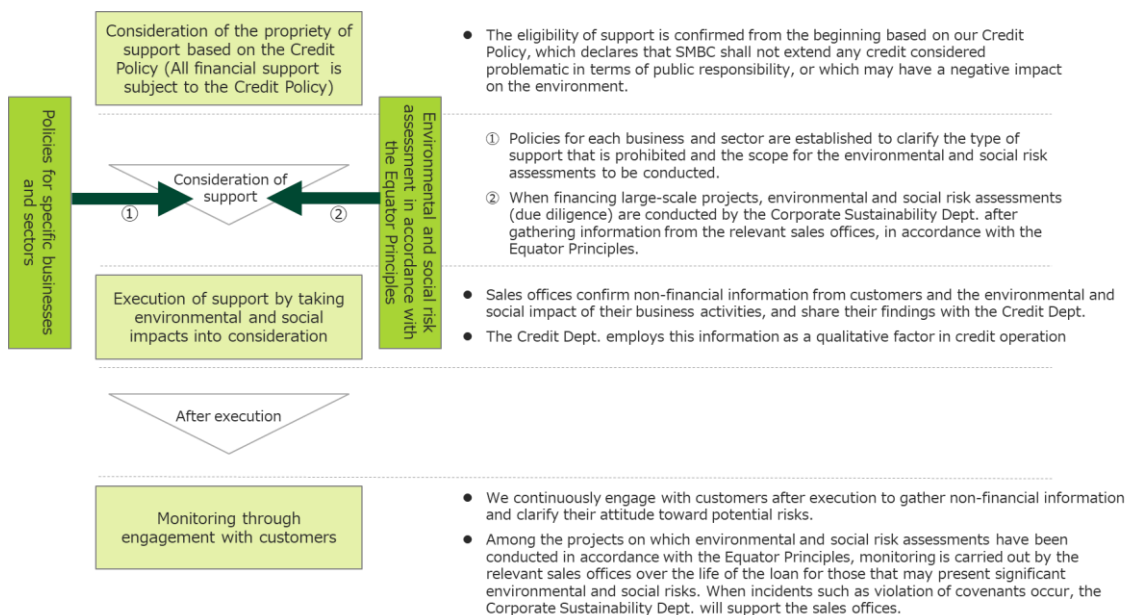 Consideration of the propriety of
support based on the Credit
Policy (All financial support is
subject to the Credit Policy)
● The eligibility of support is confirmed from the beginning based on our Credit
Policy, which declares that SMBC shall not extend any credit considered
problematic in terms of public responsibility, or which may have a negative impact
on the environment.
Policies for specific businesses
and sectors
Consideration of
support
①
②
Environmental and social risk
assessment in accordance with
the Equator Principles
① Policies for each business and sector are established to clarify the type of
support that is prohibited and the scope for the environmental and social risk
assessments to be conducted.
② When financing large-scale projects, environmental and social risk assessments
(due diligence) are conducted by the Corporate Sustainability Dept. after
gathering information from the relevant sales offices, in accordance with the
Equator Principles.
Execution of support by taking
environmental and social
impacts into consideration
● Sales offices confirm non-financial information from customers and the environmental and
social impact of their business activities, and share their findings with the Credit Dept.
● The Credit Dept. employs this information as a qualitative factor in credit operation
After execution
Monitoring through
engagement with customers
● We continuously engage with customers after execution to gather non-financial information
and clarify their attitude toward potential risks.
● Among the projects on which environmental and social risk assessments have been
conducted in accordance with the Equator Principles, monitoring is carried out by the
relevant sales offices over the life of the loan for those that may present significant
environmental and social risks. When incidents such as violation of covenants occur, the
Corporate Sustainability Dept. will support the sales offices.